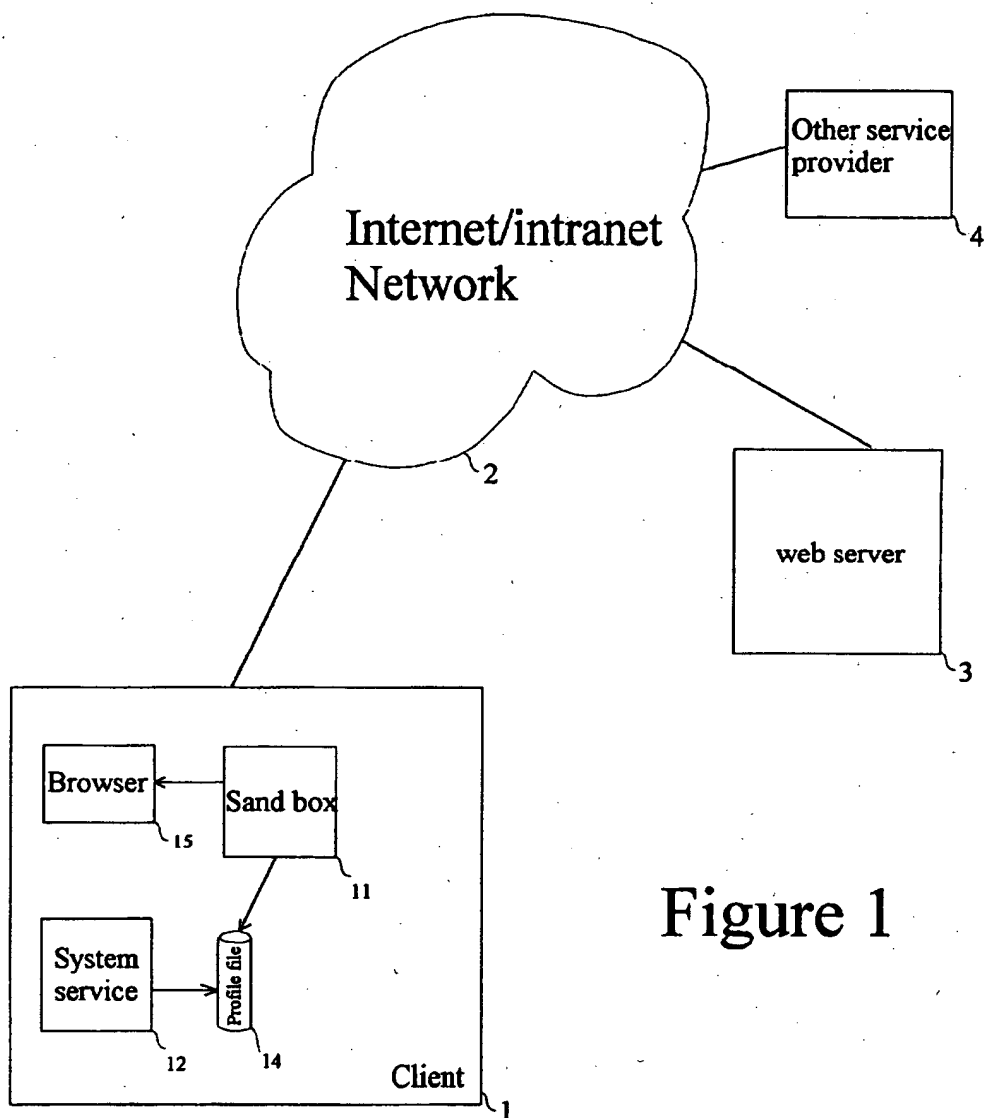 Other service
provider
4
Internet/intranet
Network
2
web server
3
Browser
15
Sand box
11
System
service
12
Profile file
14
Client
1
Figure 1